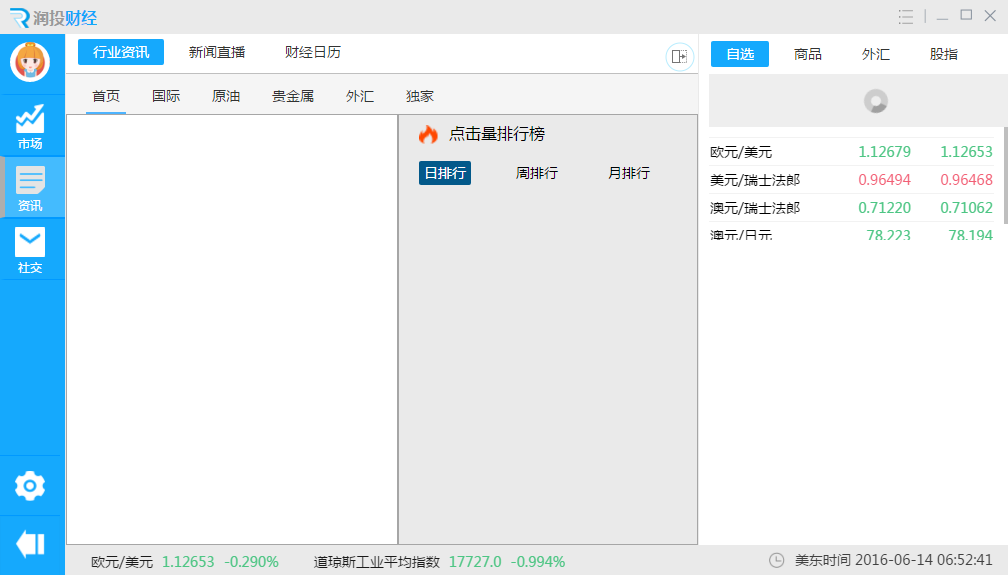 润投财经
行业资讯 新闻直播 财经日历
首页 国际 原油 贵金属 外汇 独家
市场
资讯
社交
点击量排行榜
日排行 周排行 月排行
自选 商品 外汇 股指
欧元/美元 1.12679 1.12653
美元/瑞士法郎 0.96494 0.96468
澳元/瑞士法郎 0.71220 0.71062
澳元/日元 78.223 78.194
欧元/美元 1.12653 -0.290% 道琼斯工业平均指数 17727.0 -0.994%
美东时间 2016-06-14 06:52:41